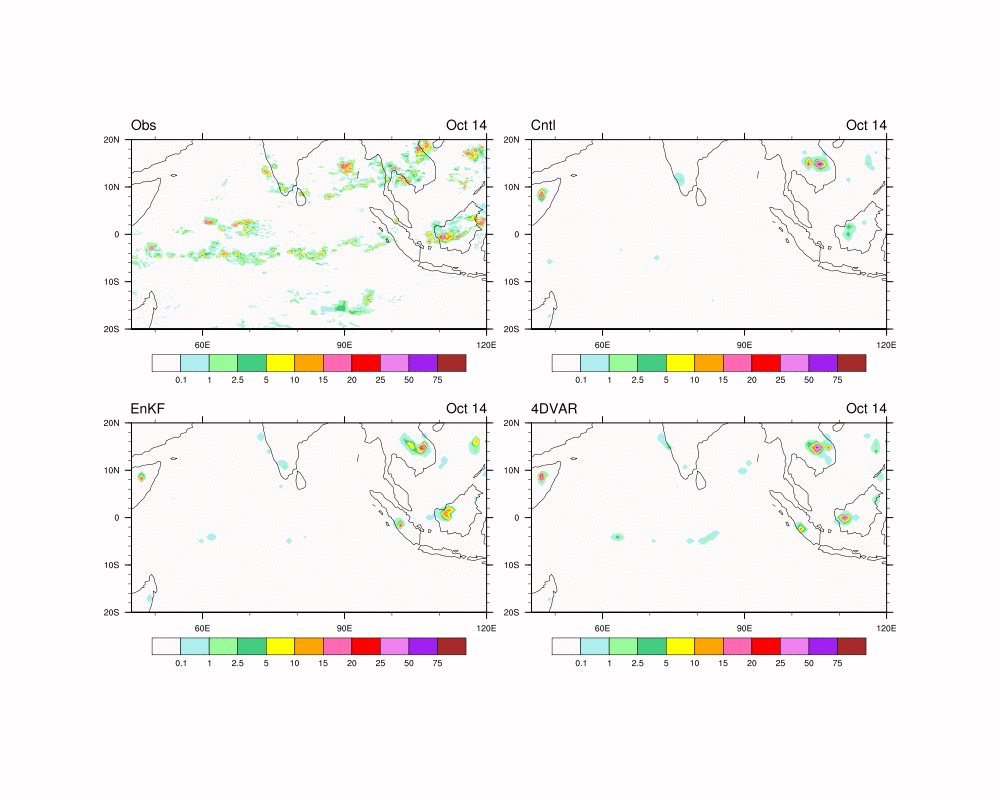 Obs Oct 14 Cntl Oct 14
20N 20N
10N 10N
0 0
10S 10S
20S 20S
60E 90E 120E 60E 90E 120E
0.1 1 2.5 5 10 15 20 25 50 75 0.1 1 2.5 5 10 15 20 25 50 75
EnKF Oct 14 4DVAR Oct 14
20N 20N
10N 10N
0 0
10S 10S
20S 20S
60E 90E 120E 60E 90E 120E
0.1 1 2.5 5 10 15 20 25 50 75 0.1 1 2.5 5 10 15 20 25 50 75